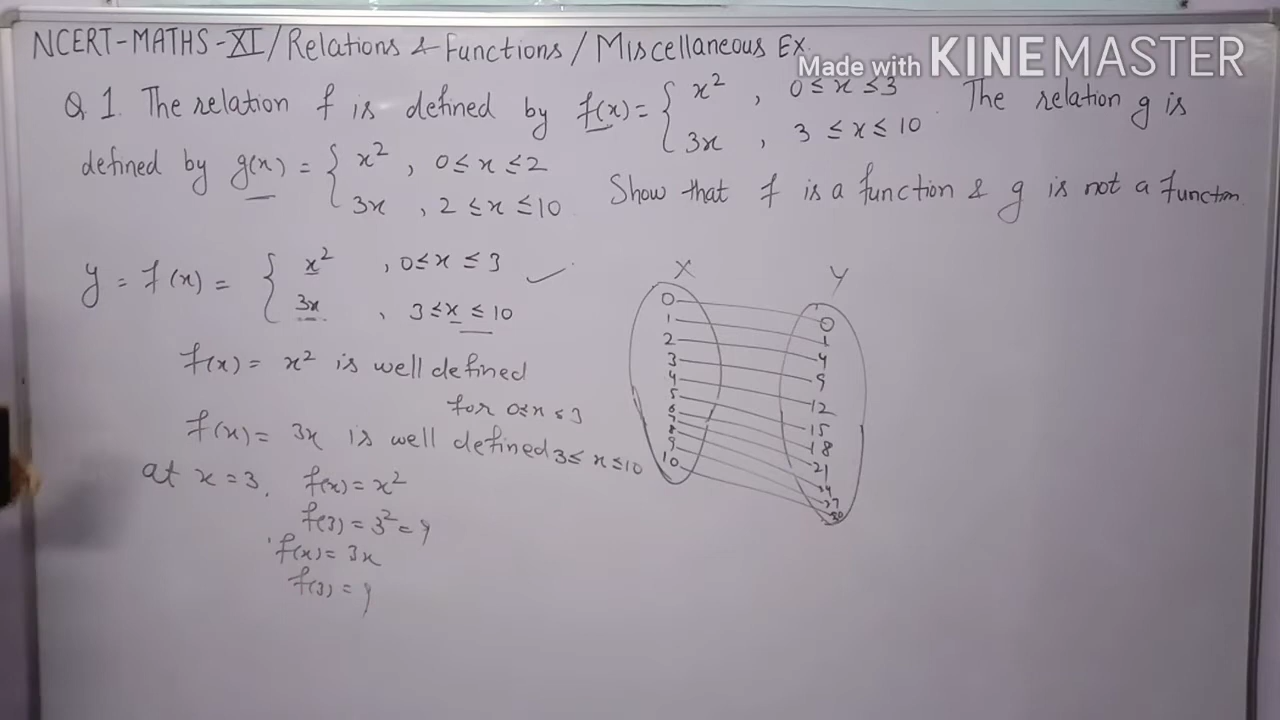 NCERT-MATHS-XI/Relations & Functions/Miscellaneous Ex.
Made with KINEMASTER
Q 1. The relation f is defined by f(x) = { x² , 0 ≤ x ≤ 3 The relation g is
3x , 3 ≤ x ≤ 10
defined by g(x) = { x² , 0 ≤ x ≤ 2
3x , 2 ≤ x ≤ 10 Show that f is a function & g is not a function
y = f(x) = { x² , 0 ≤ x ≤ 3
3x , 3 ≤ x ≤ 10
f(x) = x² is well defined
for 0 ≤ x ≤ 3
f(x) = 3x is well defined 3 ≤ x ≤ 10
at x = 3, f(x) = x²
f(3) = 3² = 9
f(x) = 3x
f(3) = 9
X
0
1
2
3
4
5
6
7
8
9
10
Y
0
1
4
9
12
15
18
21
24
27
30